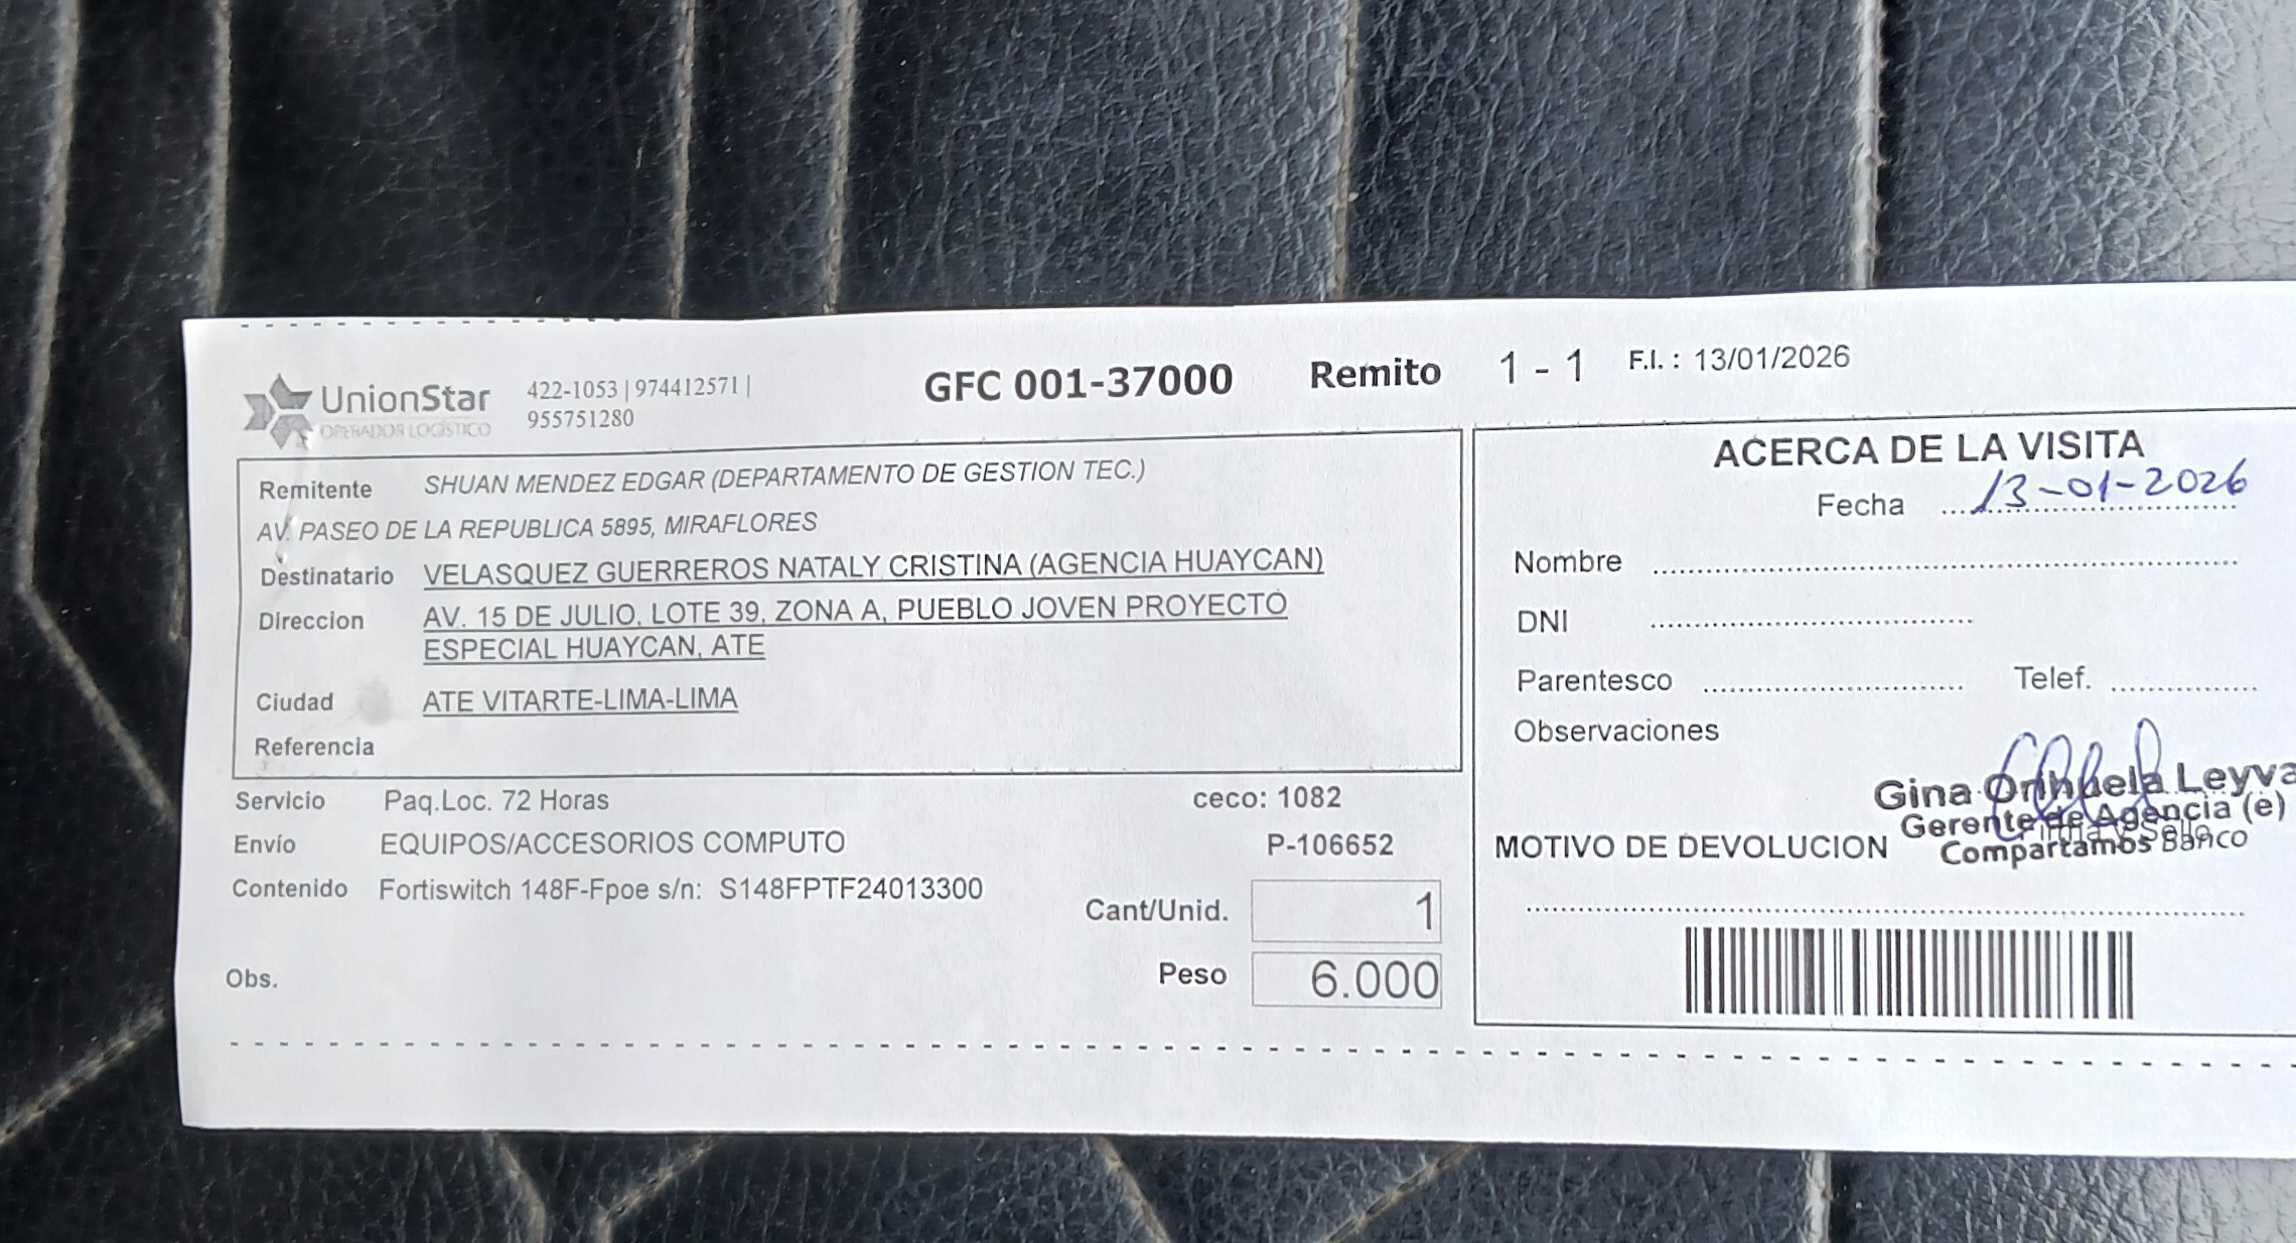 UnionStar
OPERADOR LOGÍSTICO
422-1053 | 974412571 |
955751280
GFC 001-37000 Remito 1 - 1 F.I. : 13/01/2026
Remitente SHUAN MENDEZ EDGAR (DEPARTAMENTO DE GESTION TEC.)
AV. PASEO DE LA REPUBLICA 5895, MIRAFLORES
Destinatario VELASQUEZ GUERREROS NATALY CRISTINA (AGENCIA HUAYCAN)
Direccion AV. 15 DE JULIO, LOTE 39, ZONA A, PUEBLO JOVEN PROYECTO
ESPECIAL HUAYCAN, ATE
Ciudad ATE VITARTE-LIMA-LIMA
Referencia
Servicio Paq.Loc. 72 Horas ceco: 1082
Envío EQUIPOS/ACCESORIOS COMPUTO P-106652
Contenido Fortiswitch 148F-Fpoe s/n: S148FPTF24013300
Cant/Unid. 1
Obs.
Peso 6.000
ACERCA DE LA VISITA
Fecha 13-01-2026
Nombre
DNI
Parentesco Telef.
Observaciones
Gina Orihuela Leyva
Gerente de Agencia (e)
Firma y Sello
Compartamos Banco
MOTIVO DE DEVOLUCION